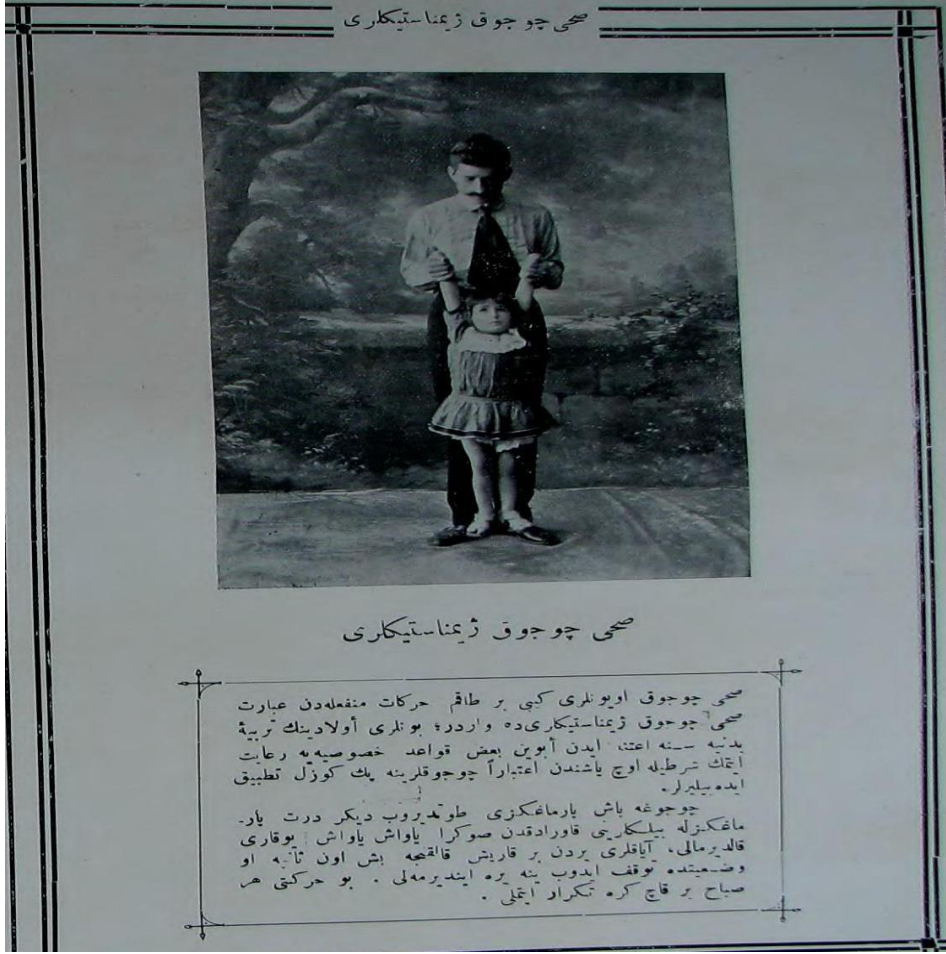 صحی چوجوق ژیمناستیکلری
صحی چوجوق ژیمناستیکلری
صحی چوجوق اویونلری کبی بر طاقم حرکات منفعله‌دن عبارت
صحی چوجوق ژیمناستیکلری‌ده واردر؛ بونلری أولادینك تربیۀ
بدنیه سنه اعتنا ایدن أبوین بعض قواعد خصوصیه‌یه رعایت
ایتمك شرطیله اوچ یاشندن اعتباراً چوجوقلرینه پك کوزل تطبیق
ایده بیلیرلر.
چوجوغه باش پارماغکزی طوتدیروب دیکر درت پار-
ماغکزله بیلکلرینی قاورادقدن صوکرا یاواش یاواش یوقاری
قالدیرمالی، آیاقلری یردن بر قاریش قالقنجه بش اون ثانیه او
وضعیتده توقف ایدوب ینه یره ایندیرمه‌لی. بو حرکتی هر
صباح بر قاچ کره تکرار ایتملی.